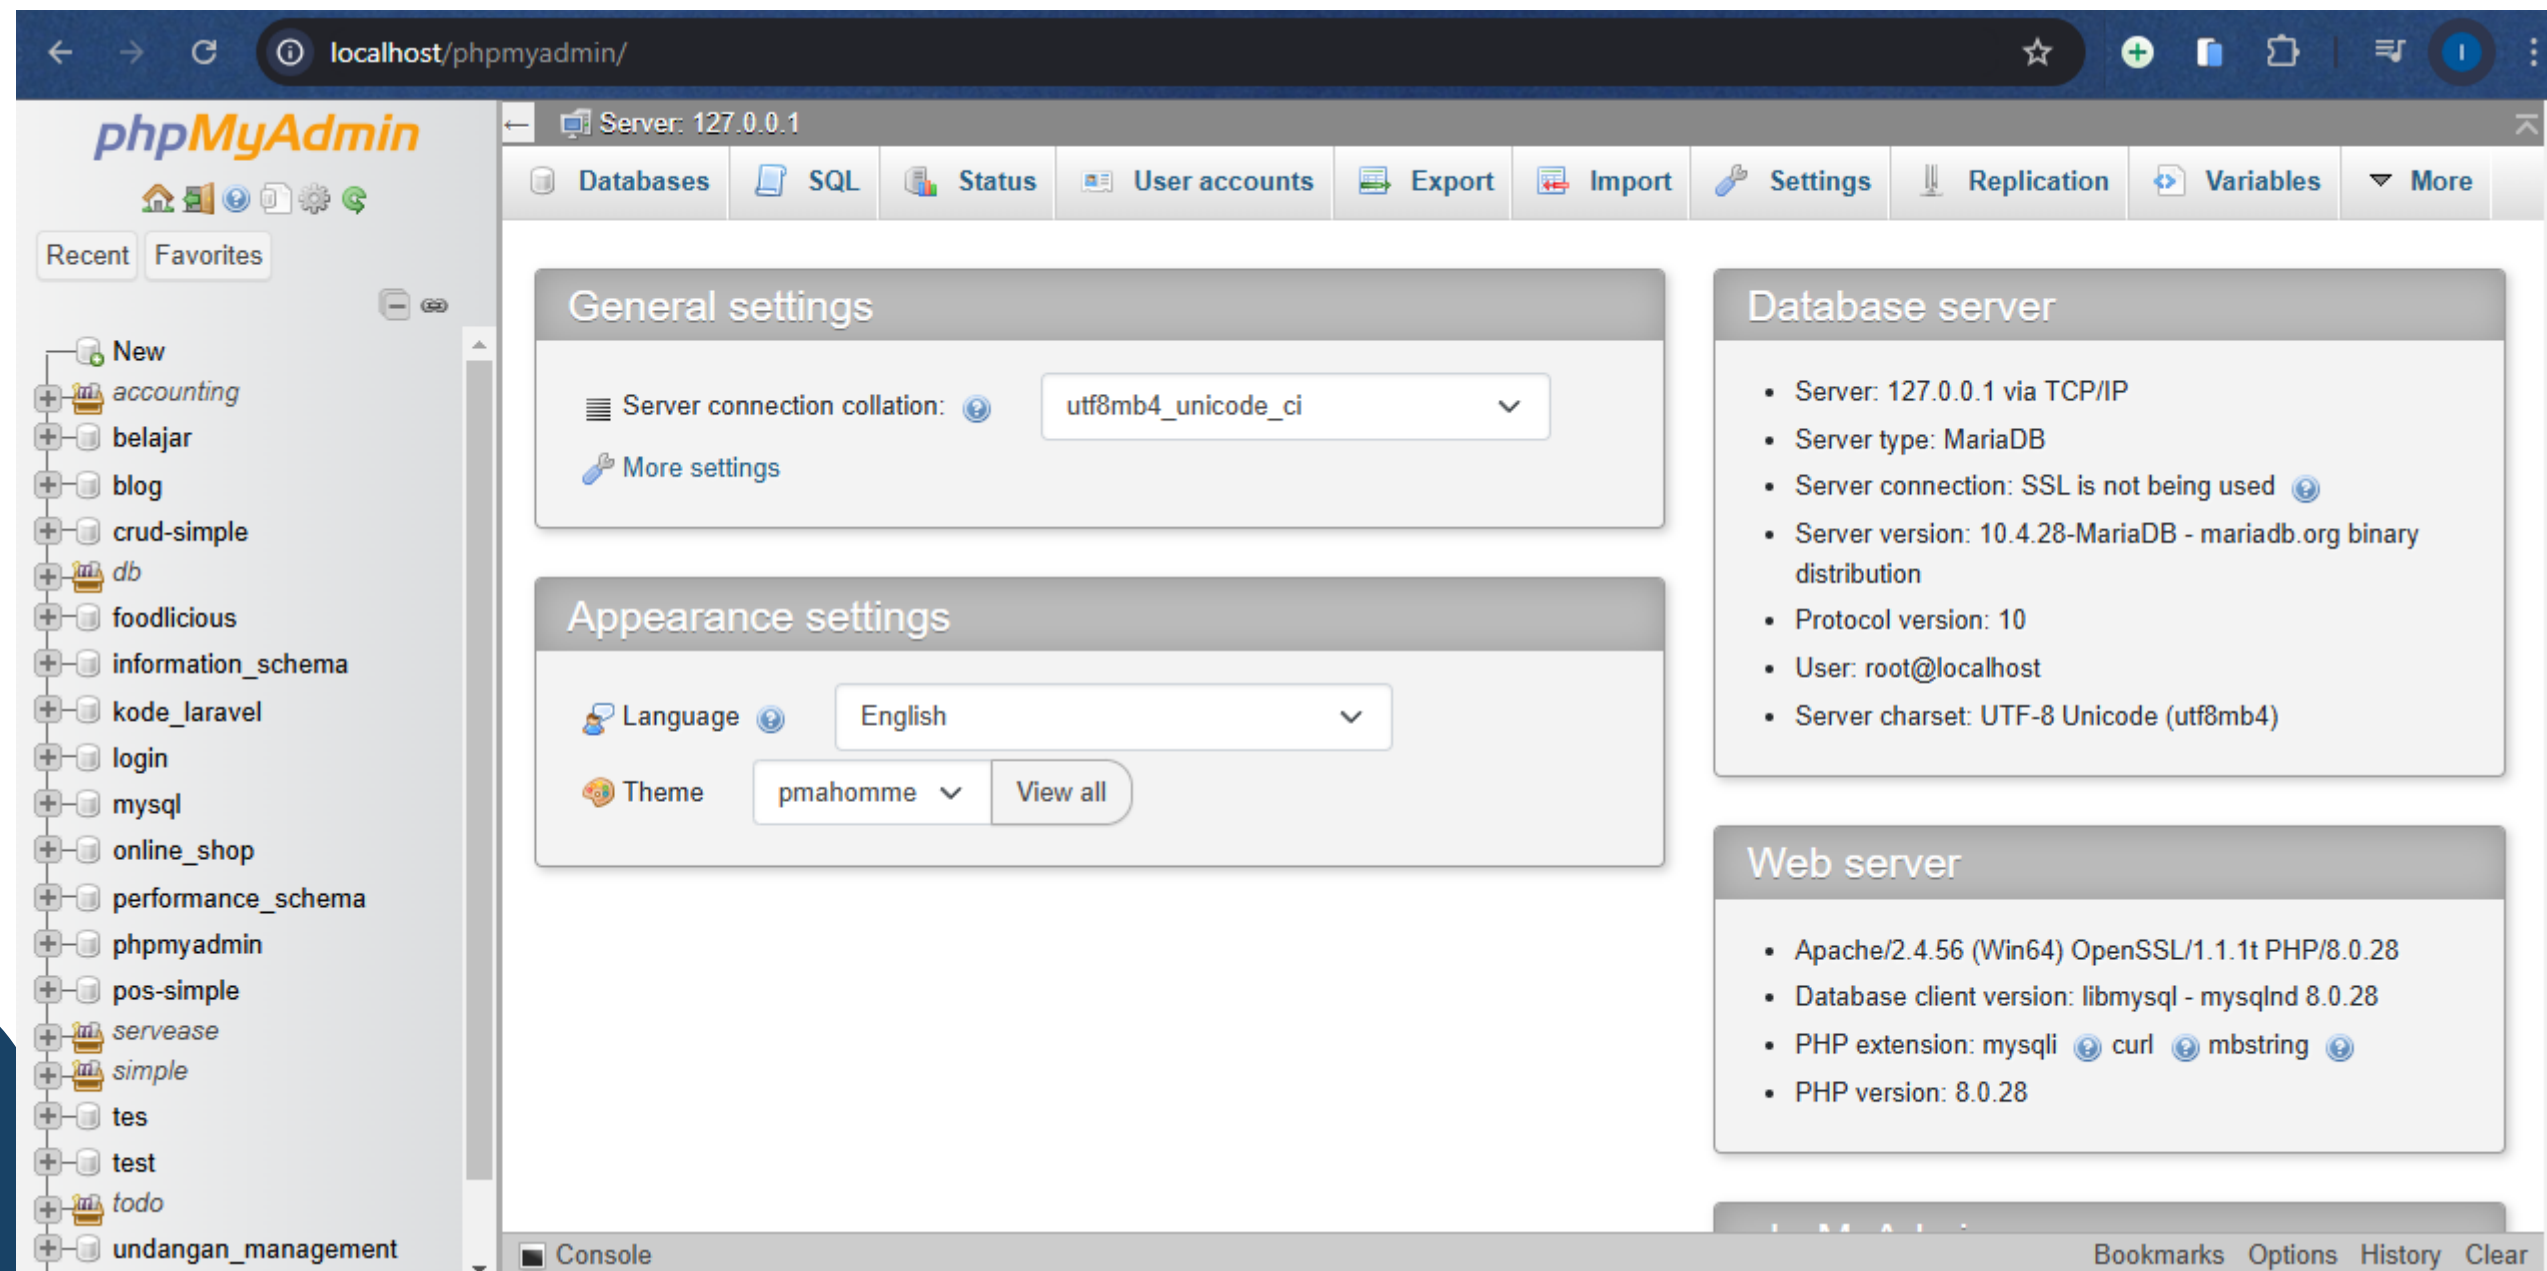 localhost/phpmyadmin/
I
phpMyAdmin
Recent Favorites
New
accounting
belajar
blog
crud-simple
db
foodlicious
information_schema
kode_laravel
login
mysql
online_shop
performance_schema
phpmyadmin
pos-simple
servease
simple
tes
test
todo
undangan_management
Server: 127.0.0.1
Databases SQL Status User accounts Export Import Settings Replication Variables More
General settings
Server connection collation: utf8mb4_unicode_ci
More settings
Appearance settings
Language English
Theme pmahomme View all
Database server
• Server: 127.0.0.1 via TCP/IP
• Server type: MariaDB
• Server connection: SSL is not being used
• Server version: 10.4.28-MariaDB - mariadb.org binary
distribution
• Protocol version: 10
• User: root@localhost
• Server charset: UTF-8 Unicode (utf8mb4)
Web server
• Apache/2.4.56 (Win64) OpenSSL/1.1.1t PHP/8.0.28
• Database client version: libmysql - mysqlnd 8.0.28
• PHP extension: mysqli curl mbstring
• PHP version: 8.0.28
Console
Bookmarks Options History Clear